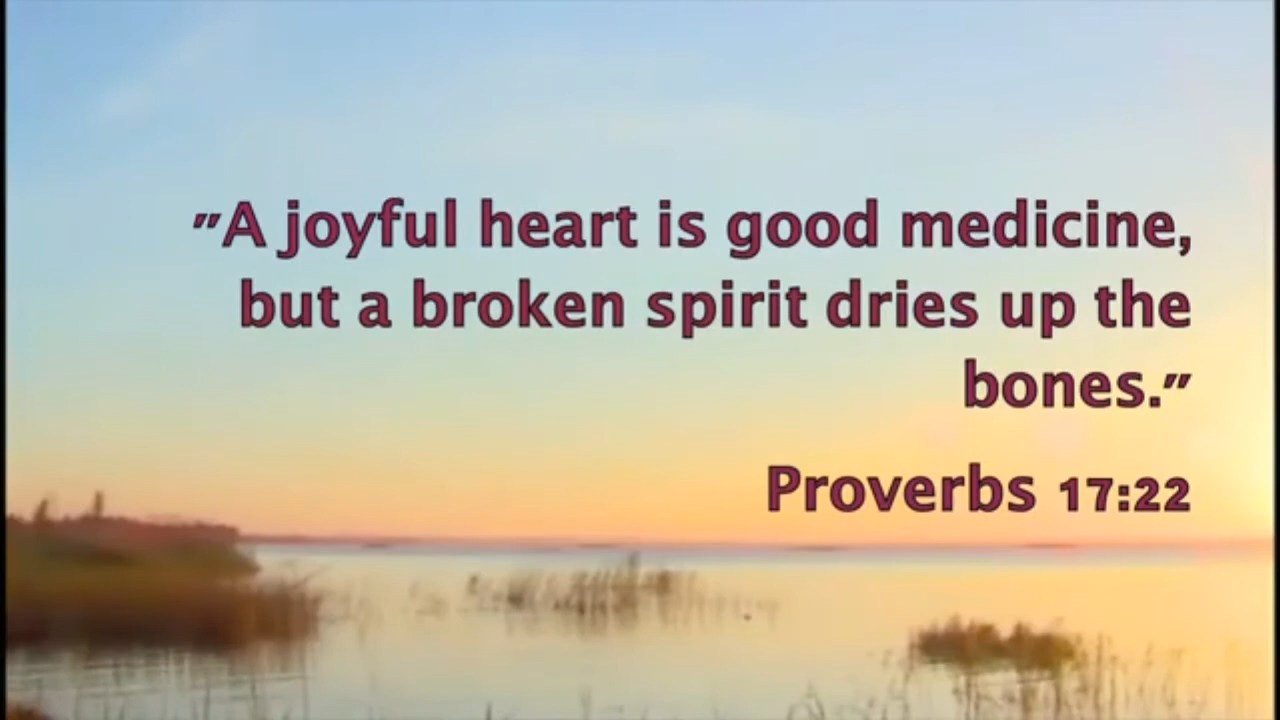 "A joyful heart is good medicine,
but a broken spirit dries up the
bones."
Proverbs 17:22